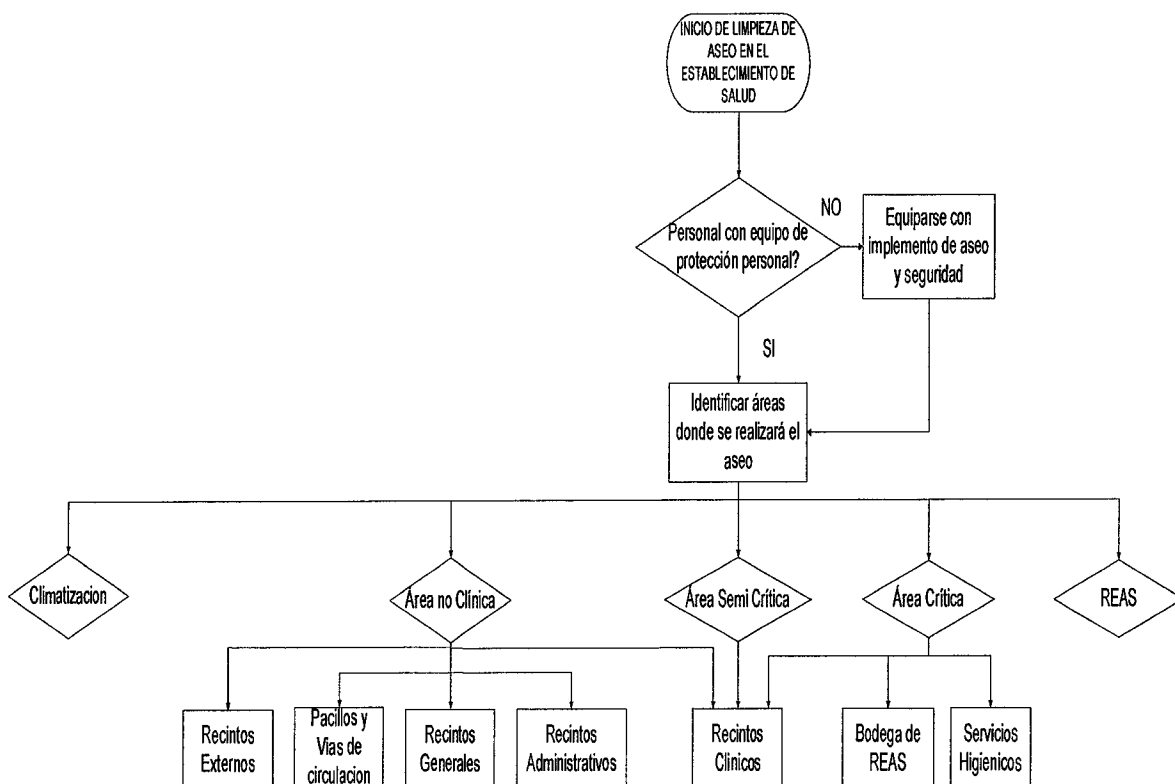 INICIO DE LIMPIEZA DE
ASEO EN EL
ESTABLECIMIENTO DE
SALUD
Personal con equipo de
protección personal?
NO
Equiparse con
implemento de aseo
y seguridad
SI
Identificar áreas
donde se realizará el
aseo
Climatizacion
Área no Clínica
Área Semi Crítica
Área Crítica
REAS
Recintos
Externos
Pacillos y
Vias de
circulacion
Recintos
Generales
Recintos
Administrativos
Recintos
Clinicos
Bodega de
REAS
Servicios
Higienicos